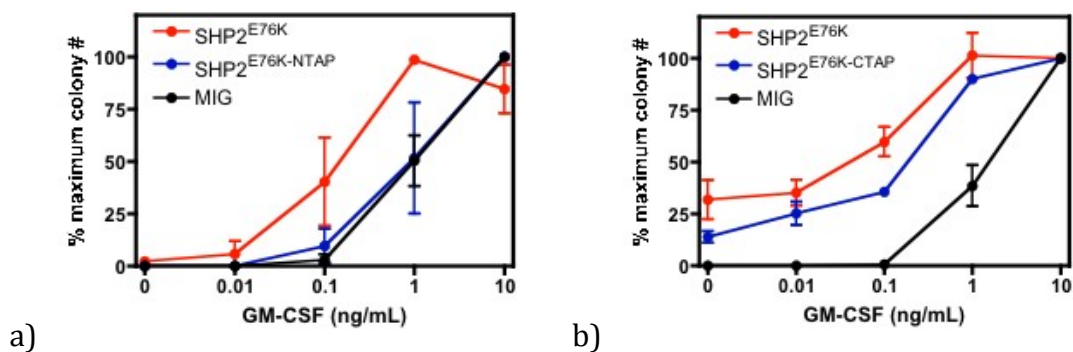 SHP2E76K
SHP2E76K-NTAP
MIG
% maximum colony #
100
75
50
25
0
0 0.01 0.1 1 10
GM-CSF (ng/mL)
a)
SHP2E76K
SHP2E76K-CTAP
MIG
% maximum colony #
100
75
50
25
0
0 0.01 0.1 1 10
GM-CSF (ng/mL)
b)